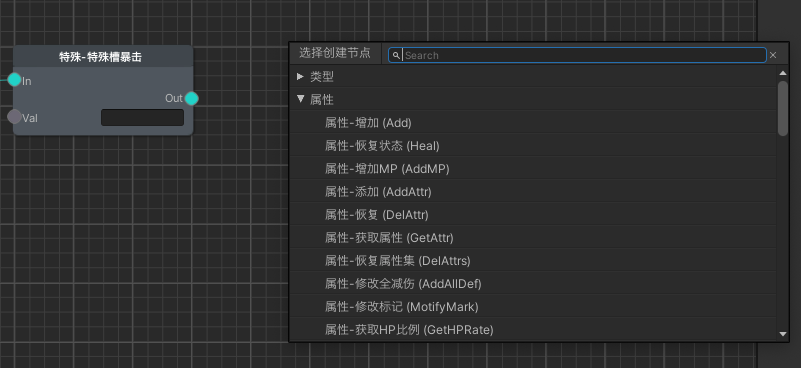 特殊-特殊槽暴击
In
Out
Val
选择创建节点
Search
类型
属性
属性-增加 (Add)
属性-恢复状态 (Heal)
属性-增加MP (AddMP)
属性-添加 (AddAttr)
属性-恢复 (DelAttr)
属性-获取属性 (GetAttr)
属性-恢复属性集 (DelAttrs)
属性-修改全减伤 (AddAllDef)
属性-修改标记 (MotifyMark)
属性-获取HP比例 (GetHPRate)